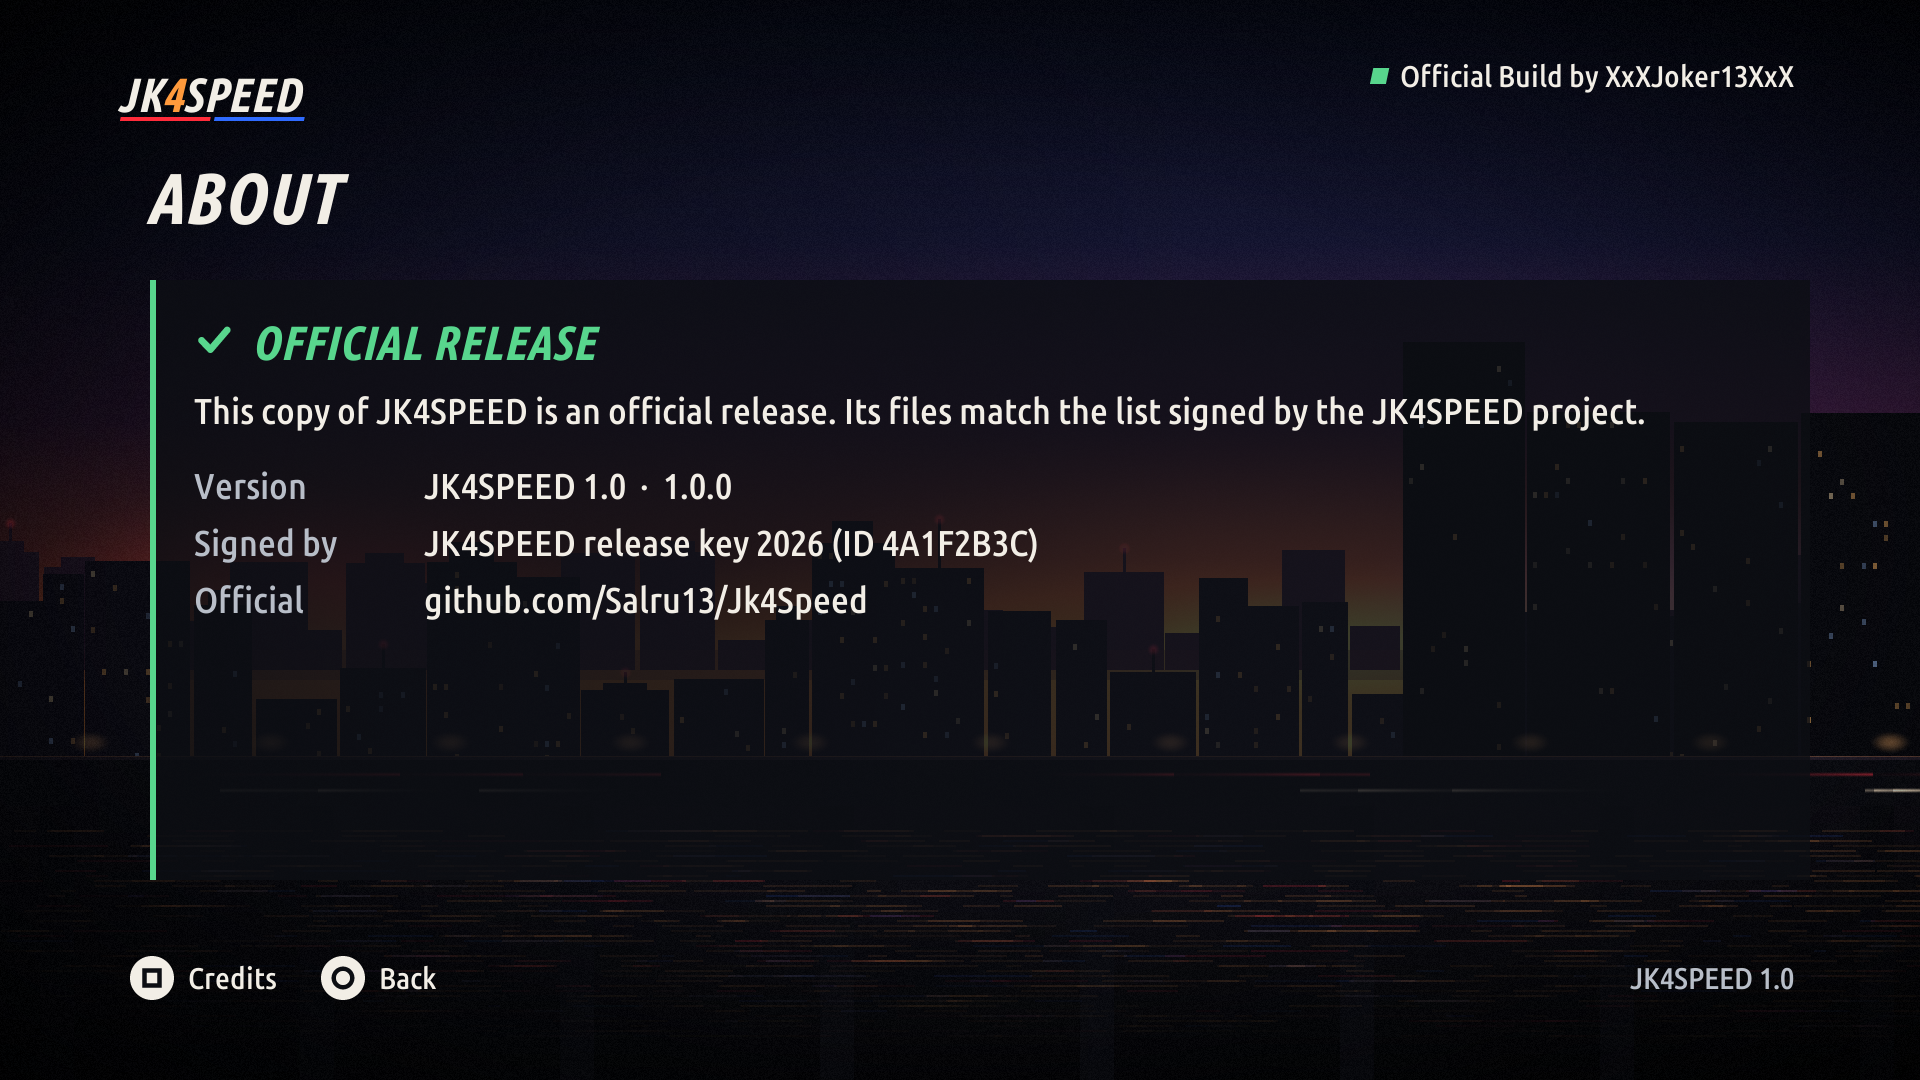 JK4SPEED
Official Build by XxXJoker13XxX
ABOUT
OFFICIAL RELEASE
This copy of JK4SPEED is an official release. Its files match the list signed by the JK4SPEED project.
Version JK4SPEED 1.0 · 1.0.0
Signed by JK4SPEED release key 2026 (ID 4A1F2B3C)
Official github.com/Salru13/Jk4Speed
Credits Back
JK4SPEED 1.0